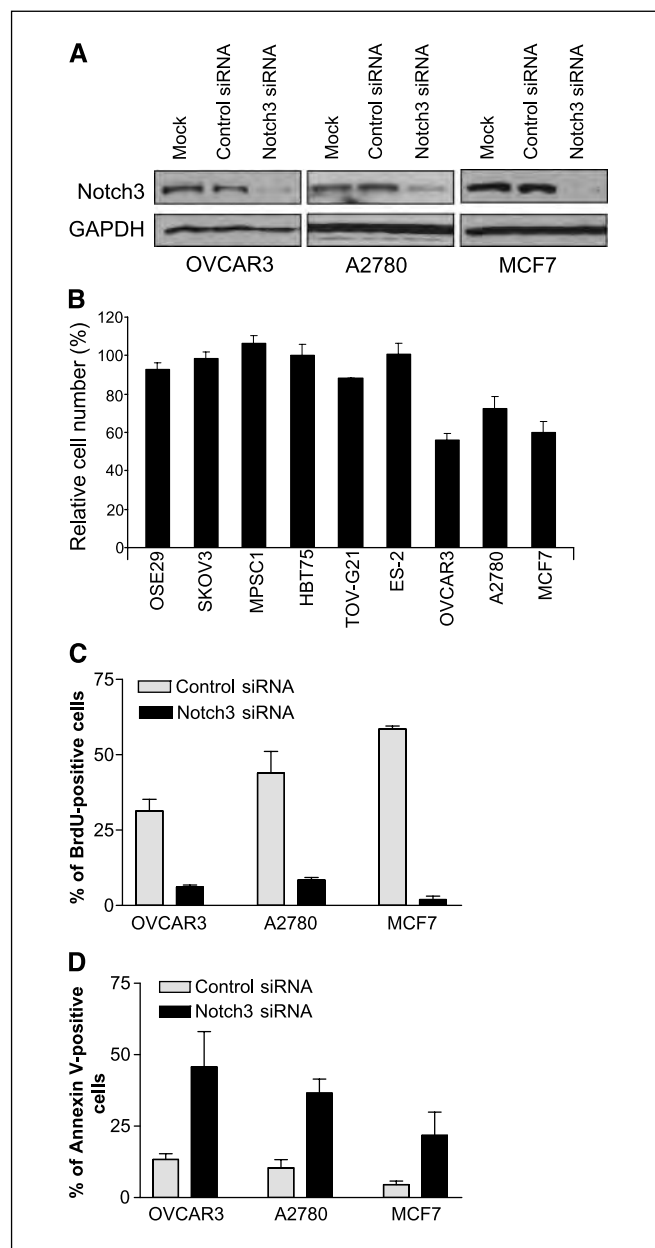 A
Mock
Control siRNA
Notch3 siRNA
Mock
Control siRNA
Notch3 siRNA
Mock
Control siRNA
Notch3 siRNA
Notch3
GAPDH
OVCAR3 A2780 MCF7
B
Relative cell number (%)
120
100
80
60
40
20
0
OSE29
SKOV3
MPSC1
HBT75
TOV-G21
ES-2
OVCAR3
A2780
MCF7
C
% of BrdU-positive cells
75
50
25
0
Control siRNA
Notch3 siRNA
OVCAR3 A2780 MCF7
D
% of Annexin V-positive
cells
75
50
25
0
Control siRNA
Notch3 siRNA
OVCAR3 A2780 MCF7